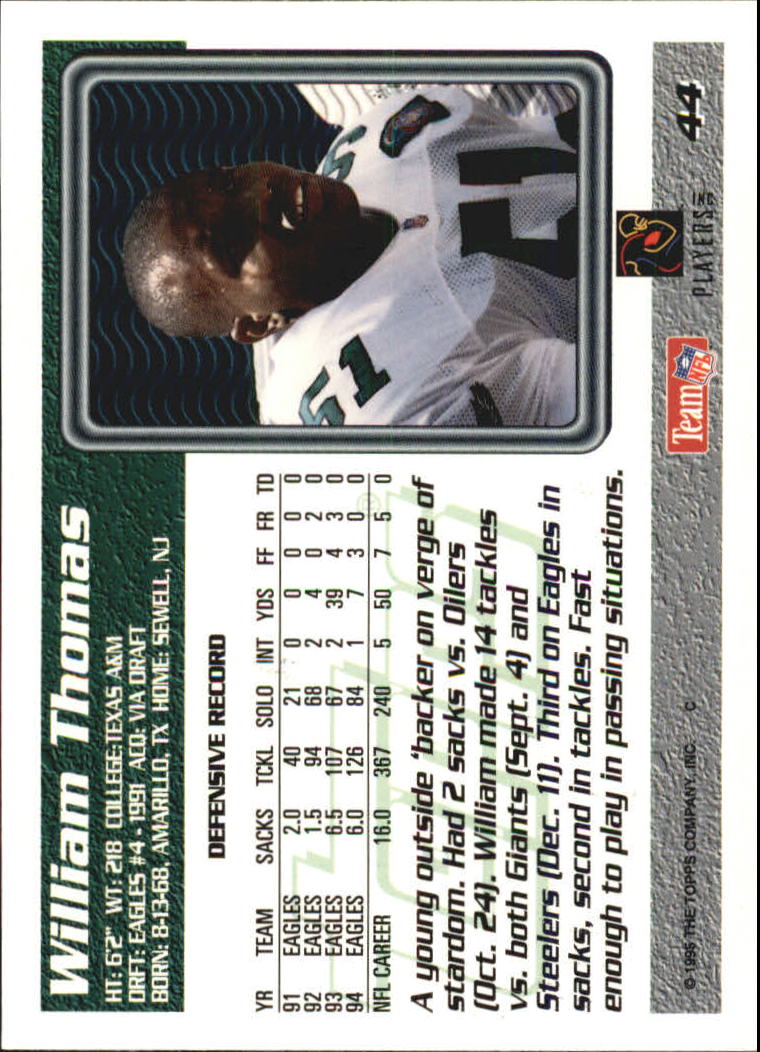 William Thomas
HT: 6'2" WT: 218 COLLEGE: TEXAS A&M
DRFT: EAGLES #4 - 1991 ACQ: VIA DRAFT
BORN: 8-13-68, AMARILLO, TX HOME: SEWELL, NJ
DEFENSIVE RECORD
YR TEAM SACKS TCKL SOLO INT YDS FF FR TD
91 EAGLES 2.0 40 21 0 0 0 0 0
92 EAGLES 1.5 94 68 2 4 0 2 0
93 EAGLES 6.5 107 67 2 39 4 3 0
94 EAGLES 6.0 126 84 1 7 3 0 0
NFL CAREER 16.0 367 240 5 50 7 5 0
A young outside 'backer on verge of
stardom. Had 2 sacks vs. Oilers
(Oct. 24). William made 14 tackles
vs. both Giants (Sept. 4) and
Steelers (Dec. 11). Third on Eagles in
sacks, second in tackles. Fast
enough to play in passing situations.
51
51
© 1995 THE TOPPS COMPANY, INC. C
Team NFL
PLAYERS INC
44